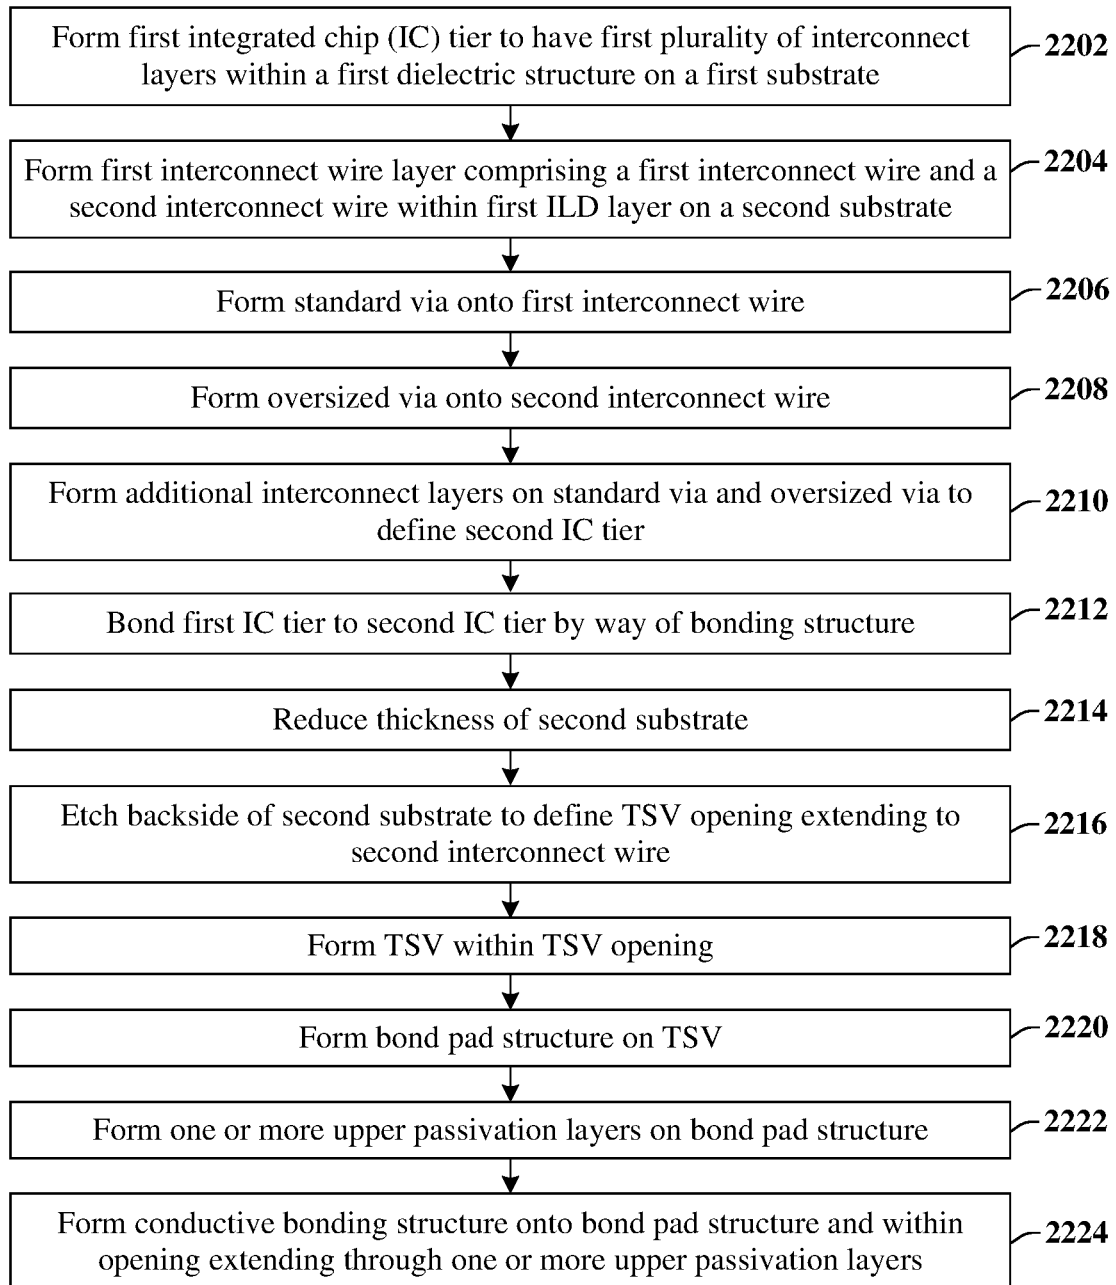 Form first integrated chip (IC) tier to have first plurality of interconnect
layers within a first dielectric structure on a first substrate
2202
Form first interconnect wire layer comprising a first interconnect wire and a
second interconnect wire within first ILD layer on a second substrate
2204
Form standard via onto first interconnect wire
2206
Form oversized via onto second interconnect wire
2208
Form additional interconnect layers on standard via and oversized via to
define second IC tier
2210
Bond first IC tier to second IC tier by way of bonding structure
2212
Reduce thickness of second substrate
2214
Etch backside of second substrate to define TSV opening extending to
second interconnect wire
2216
Form TSV within TSV opening
2218
Form bond pad structure on TSV
2220
Form one or more upper passivation layers on bond pad structure
2222
Form conductive bonding structure onto bond pad structure and within
opening extending through one or more upper passivation layers
2224